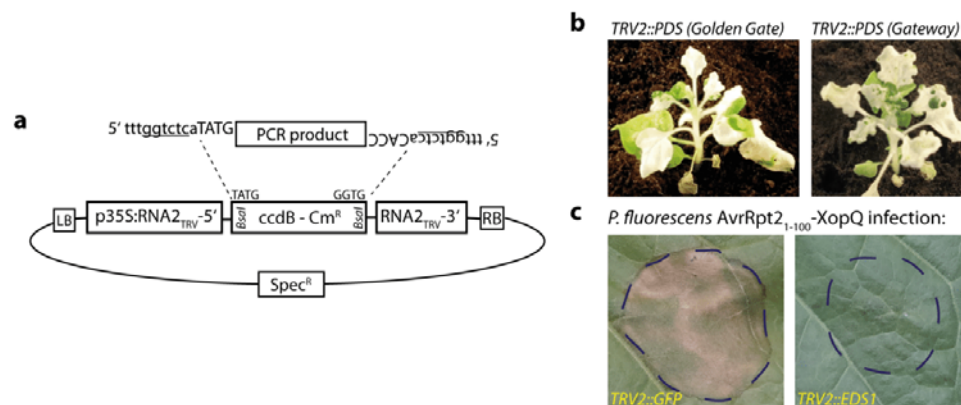 a
5' tttggtctcaTATG PCR product CCACactctggttt 5'
TATG GGTG
LB p35S:RNA2TRV-5' BsaI ccdB - CmR BsaI RNA2TRV-3' RB
SpecR
b
TRV2::PDS (Golden Gate) TRV2::PDS (Gateway)
c
P. fluorescens AvrRpt21-100-XopQ infection:
TRV2::GFP TRV2::EDS1